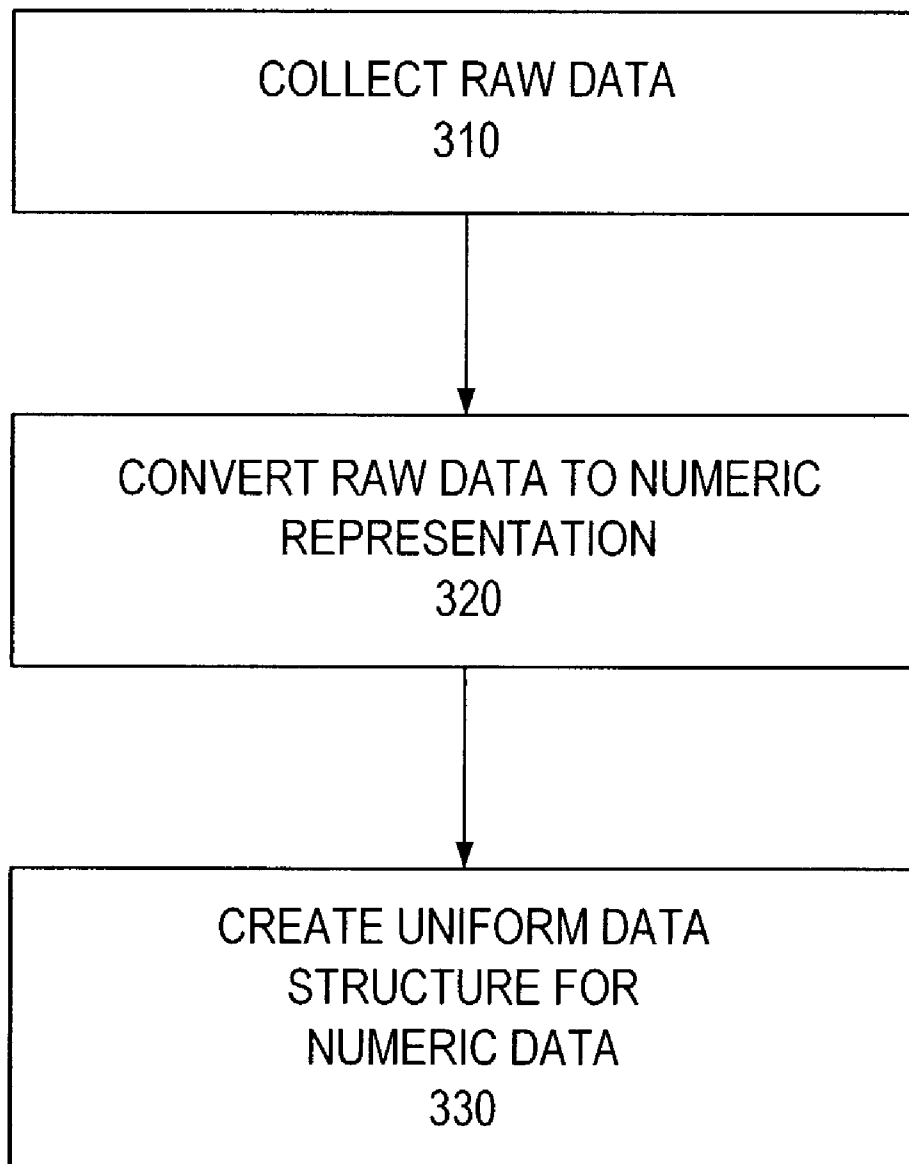 COLLECT RAW DATA
310
CONVERT RAW DATA TO NUMERIC
REPRESENTATION
320
CREATE UNIFORM DATA
STRUCTURE FOR
NUMERIC DATA
330